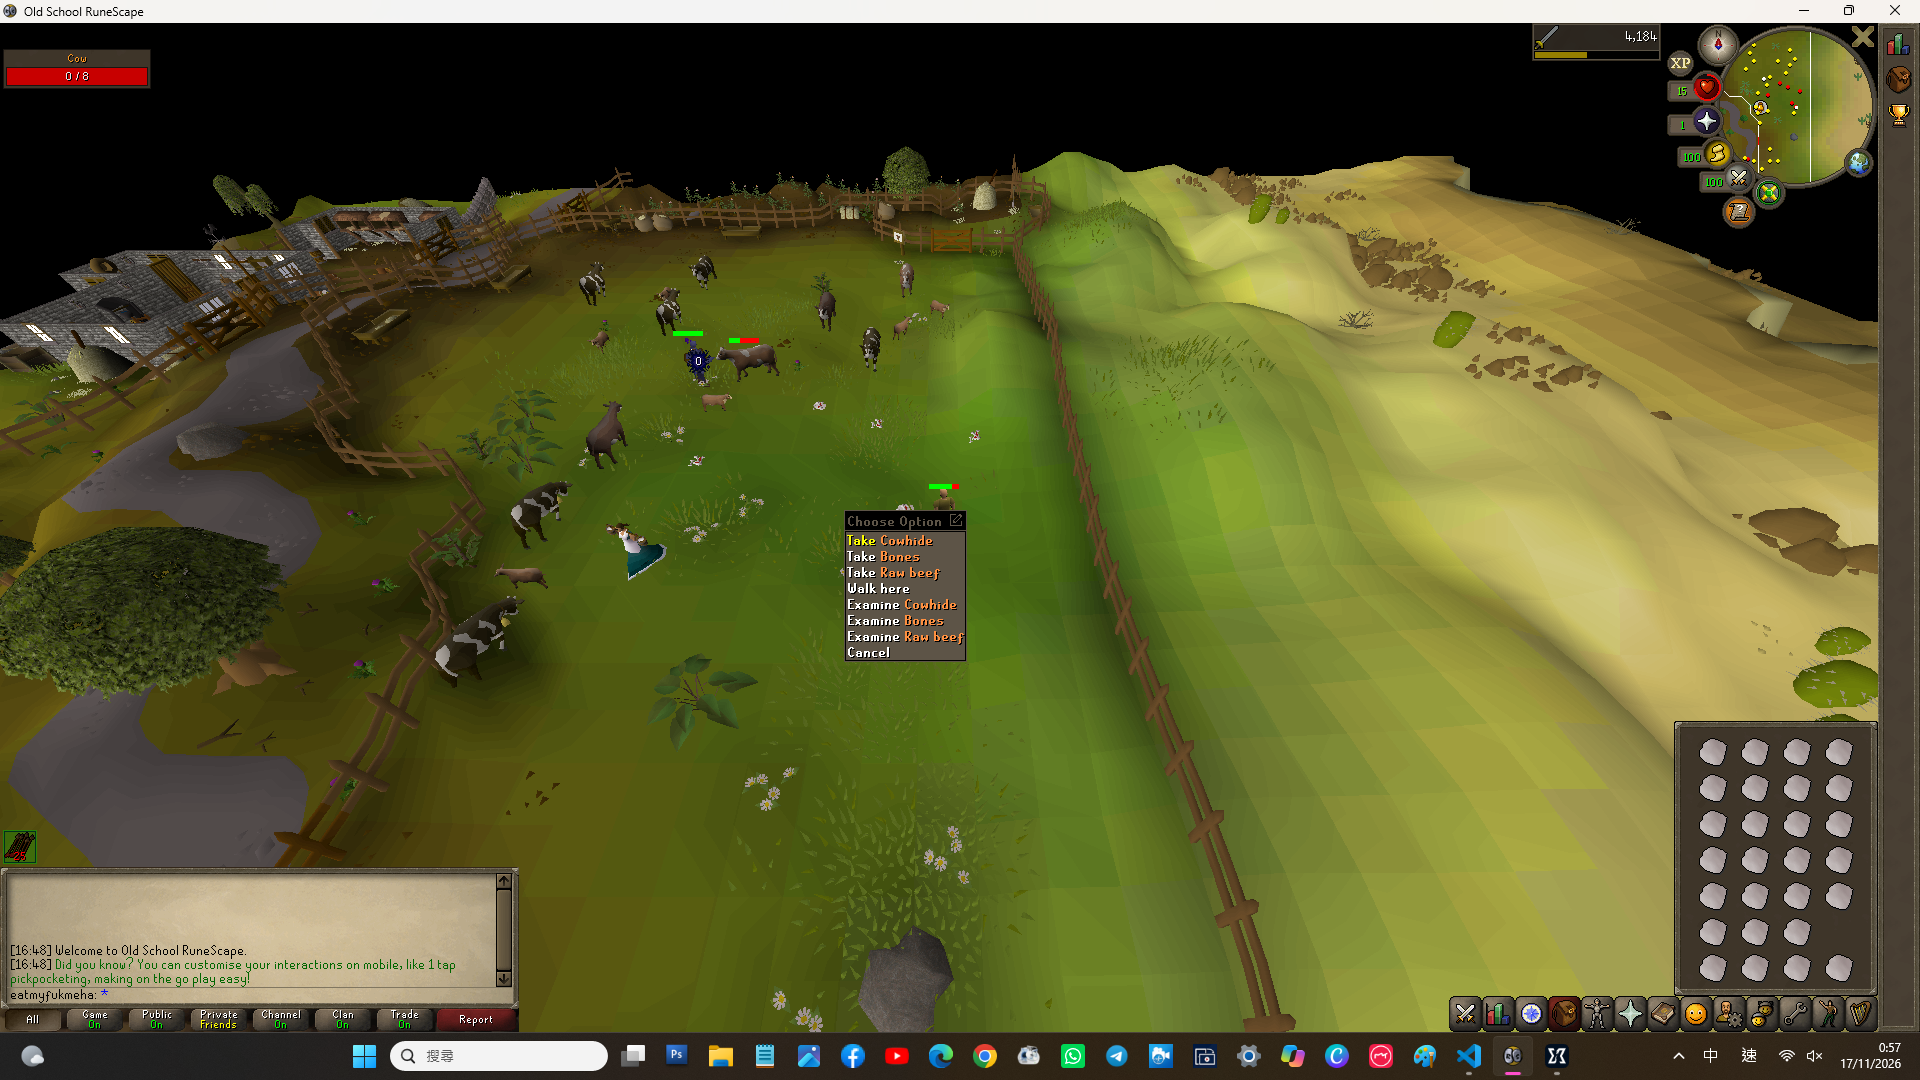 Old School RuneScape
Cow
0 / 8
4,184
N
XP
15
1
100
100
0
Choose Option
Take Cowhide
Take Bones
Take Raw beef
Walk here
Examine Cowhide
Examine Bones
Examine Raw beef
Cancel
23
[16:48] Welcome to Old School RuneScape.
[16:48] Did you know? You can customise your interactions on mobile, like 1 tap
pickpocketing, making on the go play easy!
eatmyfukmeha: *
All
Game
On
Public
On
Private
Friends
Channel
On
Clan
On
Trade
On
Report
搜尋
Ps
中
速
0:57
17/11/2026